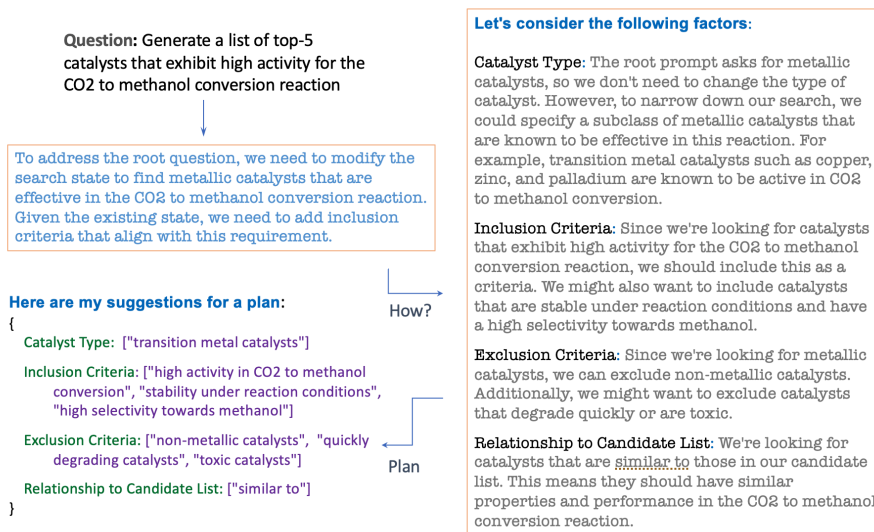 Question: Generate a list of top-5
catalysts that exhibit high activity for the
CO2 to methanol conversion reaction
To address the root question, we need to modify the
search state to find metallic catalysts that are
effective in the CO2 to methanol conversion reaction.
Given the existing state, we need to add inclusion
criteria that align with this requirement.
How?
Let's consider the following factors:
Catalyst Type: The root prompt asks for metallic
catalysts, so we don't need to change the type of
catalyst. However, to narrow down our search, we
could specify a subclass of metallic catalysts that
are known to be effective in this reaction. For
example, transition metal catalysts such as copper,
zinc, and palladium are known to be active in CO2
to methanol conversion.
Inclusion Criteria: Since we're looking for catalysts
that exhibit high activity for the CO2 to methanol
conversion reaction, we should include this as a
criteria. We might also want to include catalysts
that are stable under reaction conditions and have
a high selectivity towards methanol.
Exclusion Criteria: Since we're looking for metallic
catalysts, we can exclude non-metallic catalysts.
Additionally, we might want to exclude catalysts
that degrade quickly or are toxic.
Relationship to Candidate List: We're looking for
catalysts that are similar to those in our candidate
list. This means they should have similar
properties and performance in the CO2 to methanol
conversion reaction.
Plan
Here are my suggestions for a plan:
{
Catalyst Type: ["transition metal catalysts"]
Inclusion Criteria: ["high activity in CO2 to methanol
conversion", "stability under reaction conditions",
"high selectivity towards methanol"]
Exclusion Criteria: ["non-metallic catalysts", "quickly
degrading catalysts", "toxic catalysts"]
Relationship to Candidate List: ["similar to"]
}